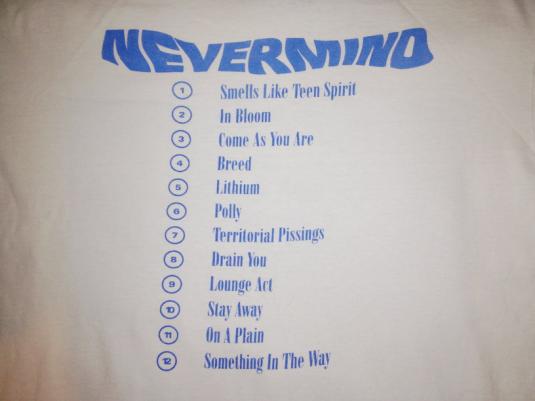 NEVERMIND
1 Smells Like Teen Spirit
2 In Bloom
3 Come As You Are
4 Breed
5 Lithium
6 Polly
7 Territorial Pissings
8 Drain You
9 Lounge Act
10 Stay Away
11 On A Plain
12 Something In The Way